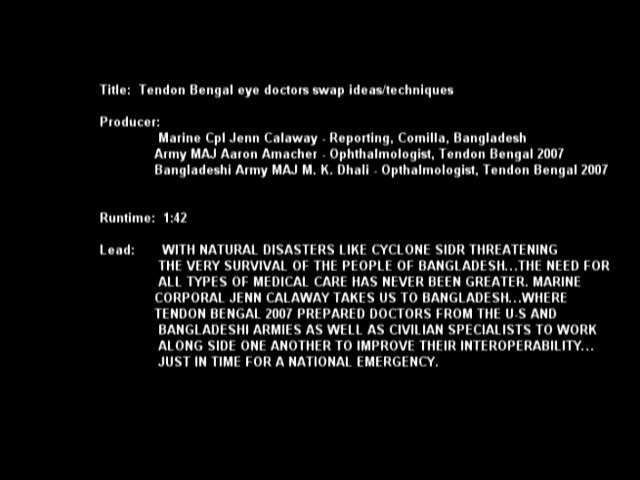 Title: Tendon Bengal eye doctors swap ideas/techniques
Producer:
Marine Cpl Jenn Calaway - Reporting, Comilla, Bangladesh
Army MAJ Aaron Amacher - Ophthalmologist, Tendon Bengal 2007
Bangladeshi Army MAJ M. K. Dhali - Opthalmologist, Tendon Bengal 2007
Runtime: 1:42
Lead: WITH NATURAL DISASTERS LIKE CYCLONE SIDR THREATENING
THE VERY SURVIVAL OF THE PEOPLE OF BANGLADESH...THE NEED FOR
ALL TYPES OF MEDICAL CARE HAS NEVER BEEN GREATER. MARINE
CORPORAL JENN CALAWAY TAKES US TO BANGLADESH...WHERE
TENDON BENGAL 2007 PREPARED DOCTORS FROM THE U-S AND
BANGLADESHI ARMIES AS WELL AS CIVILIAN SPECIALISTS TO WORK
ALONG SIDE ONE ANOTHER TO IMPROVE THEIR INTEROPERABILITY...
JUST IN TIME FOR A NATIONAL EMERGENCY.